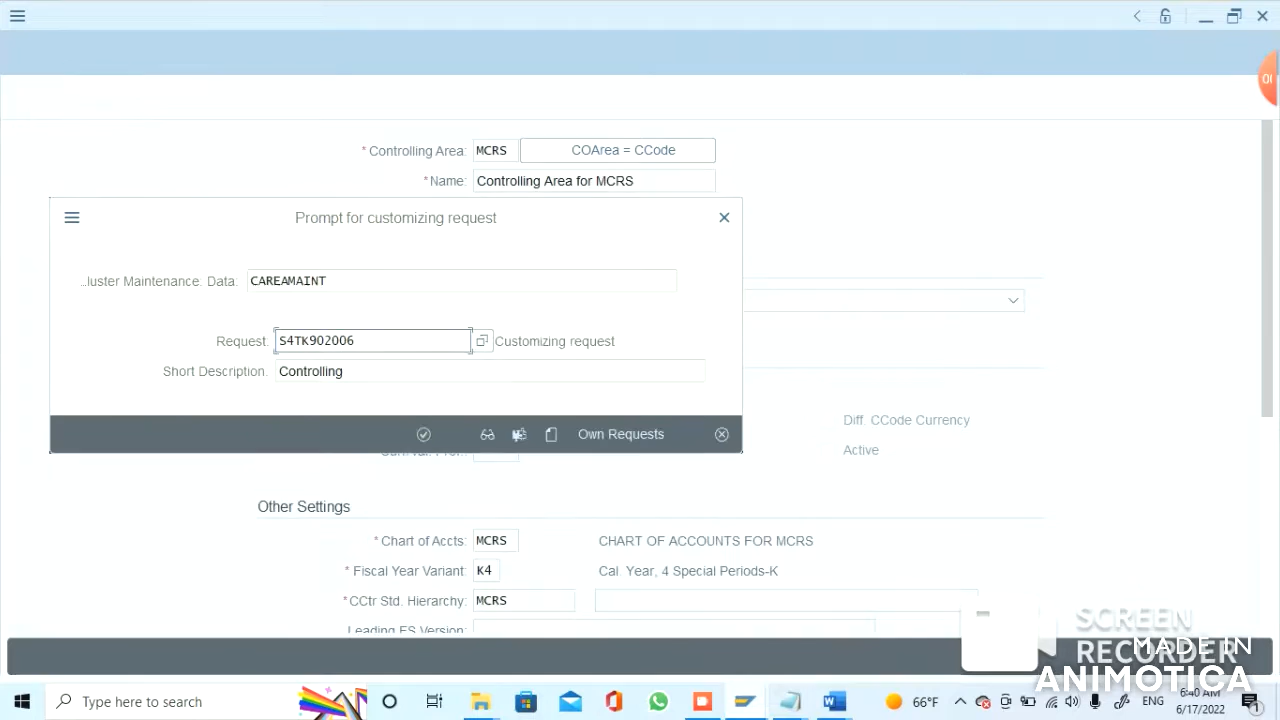 * Controlling Area: MCRS COArea = CCode
* Name: Controlling Area for MCRS
Prompt for customizing request
..luster Maintenance: Data: CAREAMAINT
Request: S4TK902006 Customizing request
Short Description: Controlling
Own Requests
Diff. CCode Currency
Active
Other Settings
* Chart of Accts: MCRS CHART OF ACCOUNTS FOR MCRS
* Fiscal Year Variant: K4 Cal. Year, 4 Special Periods-K
* CCtr Std. Hierarchy: MCRS
Leading FS Version:
SCREEN
RECORDER
MADE IN
ANIMOTICA
Type here to search
66°F
ENG
6:40 AM
6/17/2022